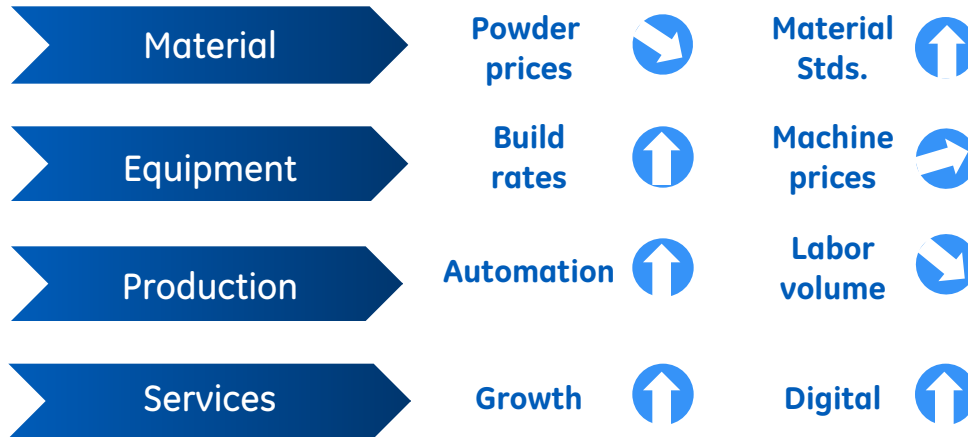 Material
Powder
prices
Material
Stds.
Equipment
Build
rates
Machine
prices
Production
Automation
Labor
volume
Services
Growth
Digital